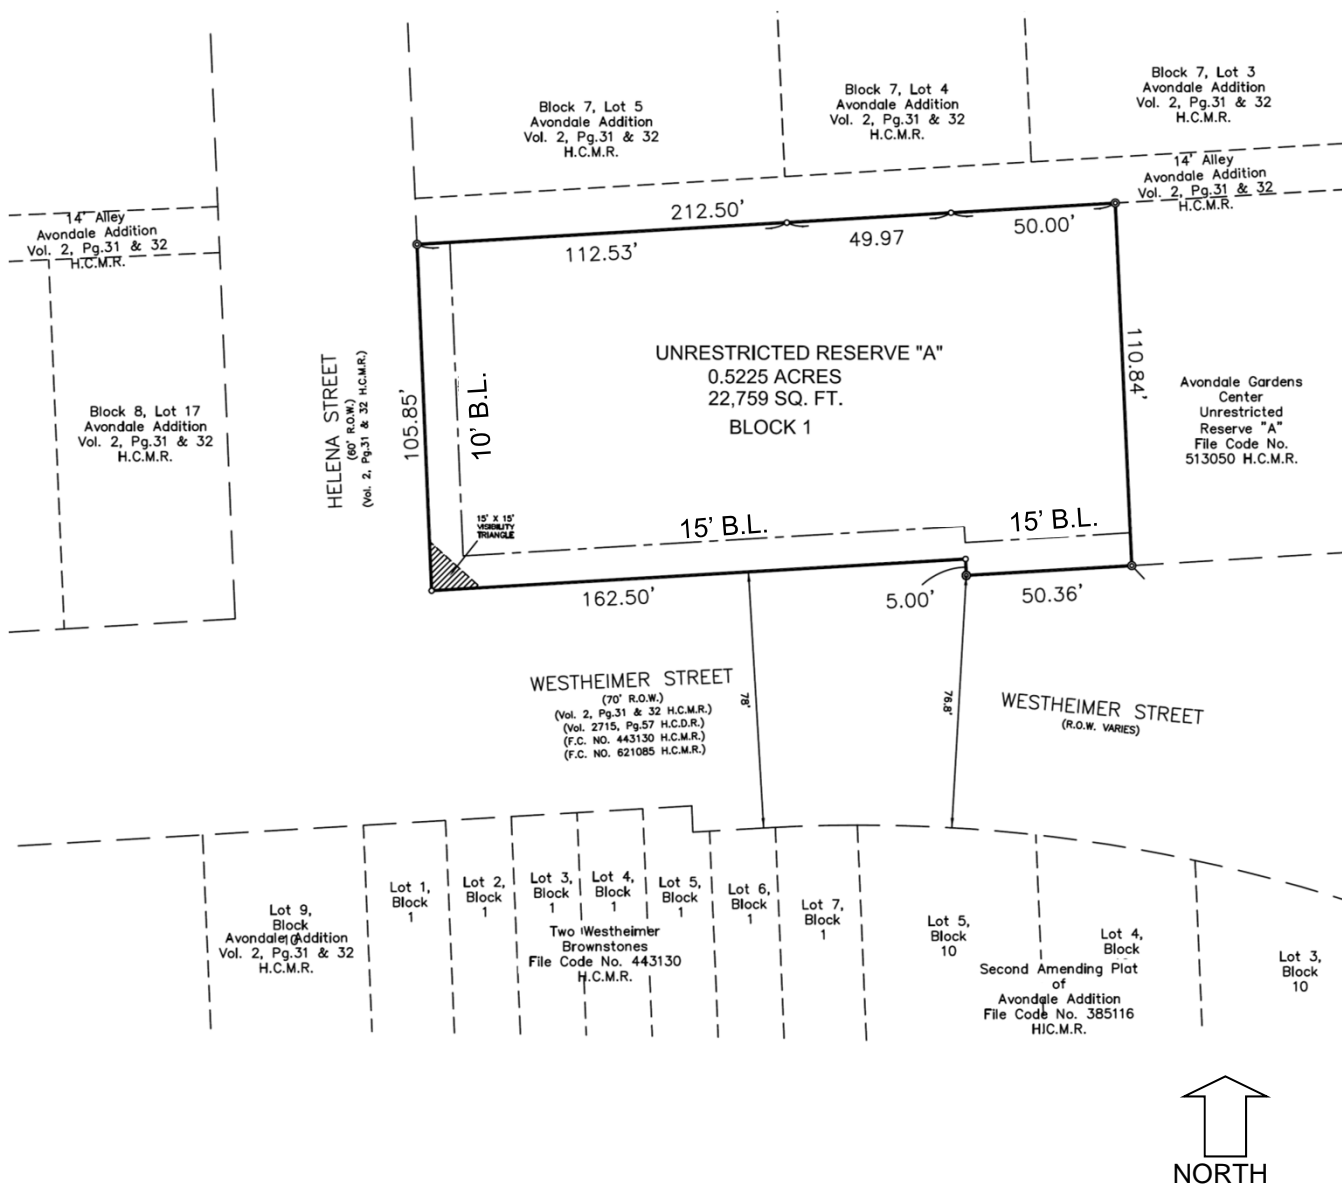 Block 7, Lot 5
Avondale Addition
Vol. 2, Pg.31 & 32
H.C.M.R.
Block 7, Lot 4
Avondale Addition
Vol. 2, Pg.31 & 32
H.C.M.R.
Block 7, Lot 3
Avondale Addition
Vol. 2, Pg.31 & 32
H.C.M.R.
14' Alley
Avondale Addition
Vol. 2, Pg.31 & 32
H.C.M.R.
14' Alley
Avondale Addition
Vol. 2, Pg.31 & 32
H.C.M.R.
212.50'
112.53'
49.97
50.00'
UNRESTRICTED RESERVE "A"
0.5225 ACRES
22,759 SQ. FT.
BLOCK 1
110.84'
Avondale Gardens
Center
Unrestricted
Reserve "A"
File Code No.
513050 H.C.M.R.
Block 8, Lot 17
Avondale Addition
Vol. 2, Pg.31 & 32
H.C.M.R.
HELENA STREET
(60' R.O.W.)
(Vol. 2, Pg.31 & 32 H.C.M.R.)
105.85'
10' B.L.
15' X 15'
VISIBILITY
TRIANGLE
15' B.L.
15' B.L.
162.50'
5.00'
50.36'
WESTHEIMER STREET
(70' R.O.W.)
(Vol. 2, Pg.31 & 32 H.C.M.R.)
(Vol. 2715, Pg.57 H.C.D.R.)
(F.C. NO. 443130 H.C.M.R.)
(F.C. NO. 621085 H.C.M.R.)
78'
76.8'
WESTHEIMER STREET
(R.O.W. VARIES)
Lot 9,
Block
10
Avondale Addition
Vol. 2, Pg.31 & 32
H.C.M.R.
Lot 1,
Block
1
Lot 2,
Block
1
Lot 3,
Block
1
Lot 4,
Block
1
Lot 5,
Block
1
Lot 6,
Block
1
Lot 7,
Block
1
Two Westheimer
Brownstones
File Code No. 443130
H.C.M.R.
Lot 5,
Block
10
Lot 4,
Block
Second Amending Plat
of
Avondale Addition
File Code No. 385116
H.C.M.R.
Lot 3,
Block
10
NORTH